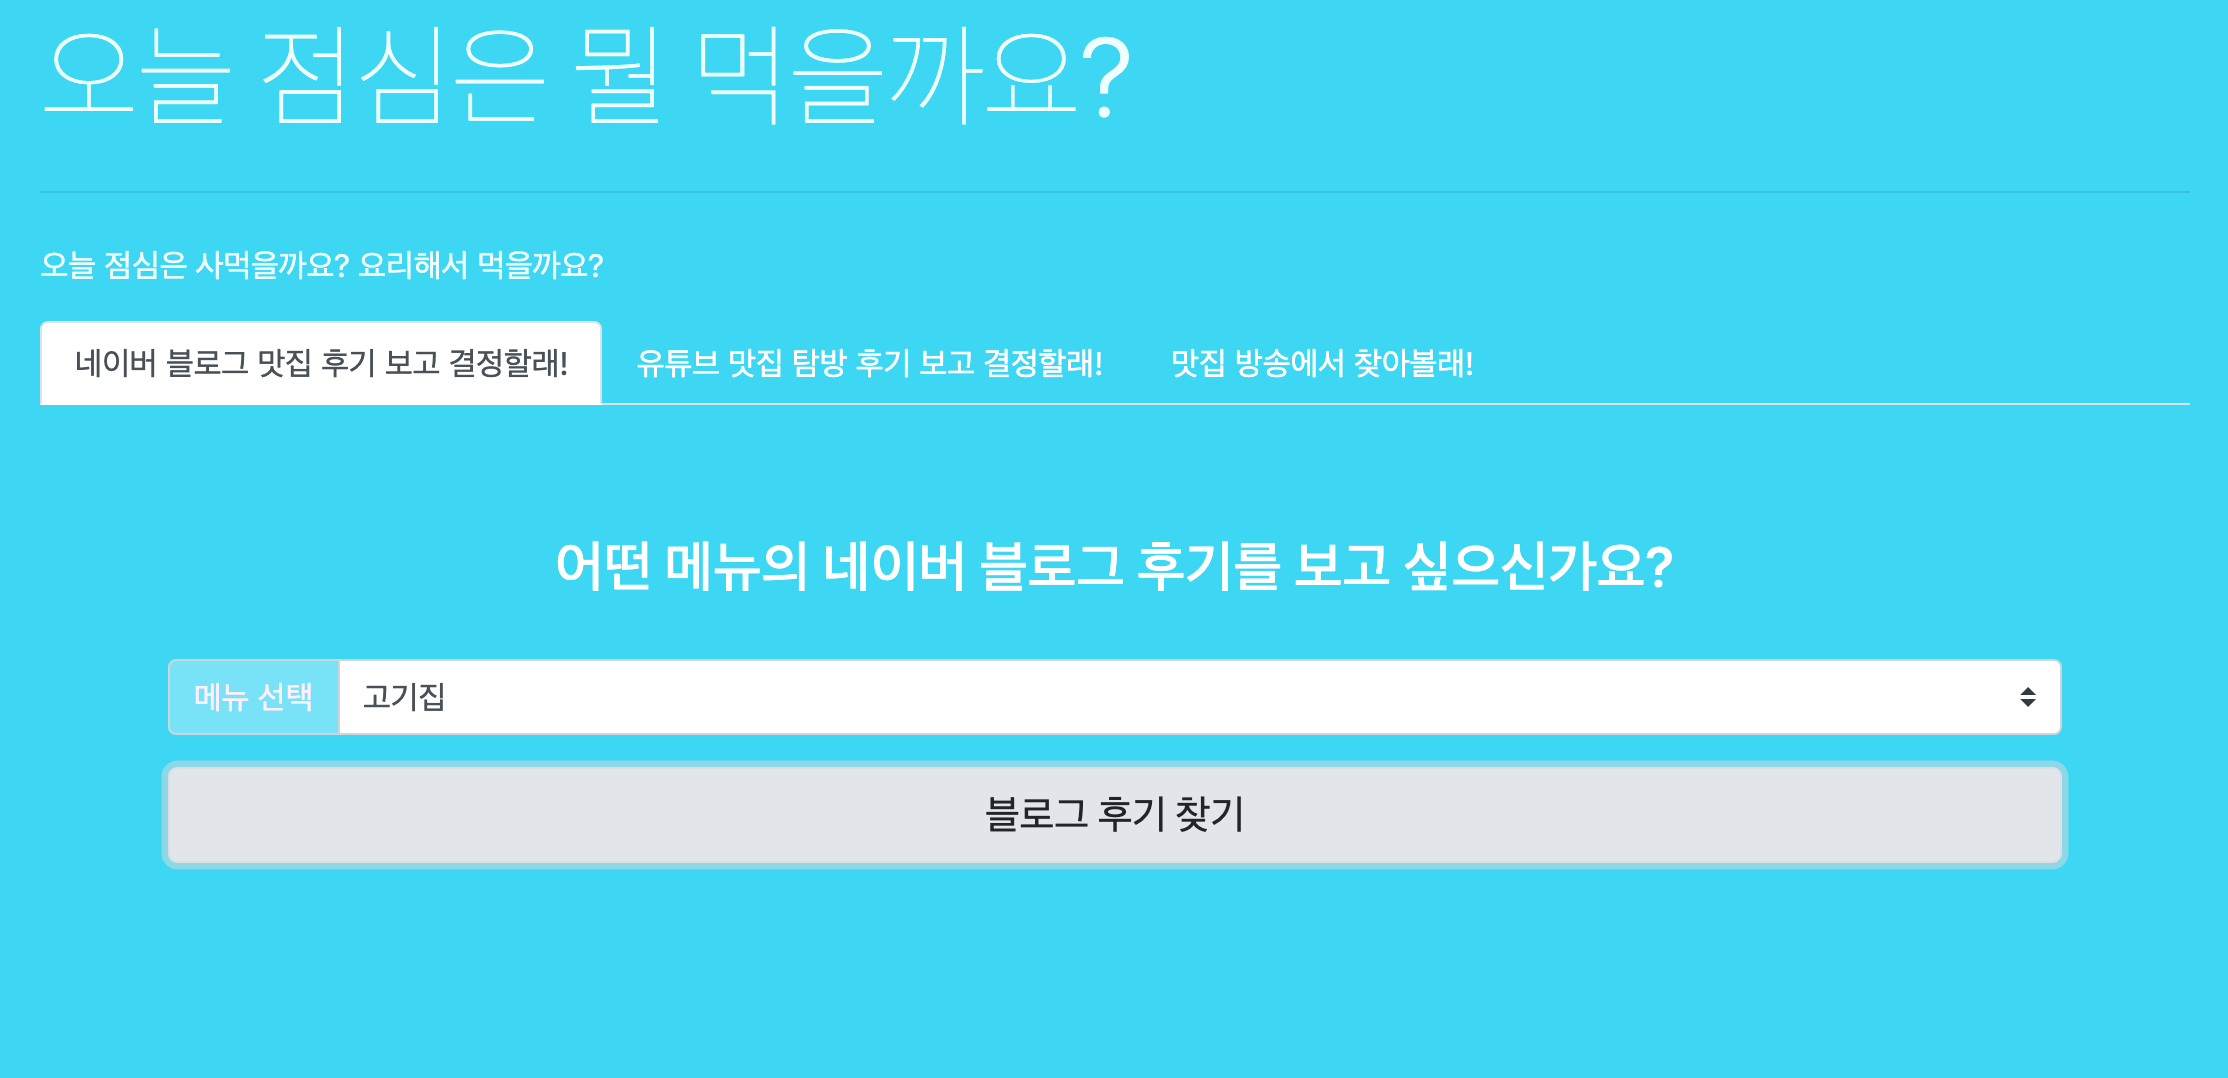 오늘 점심은 뭘 먹을까요?
오늘 점심은 사먹을까요? 요리해서 먹을까요?
네이버 블로그 맛집 후기 보고 결정할래! 유튜브 맛집 탐방 후기 보고 결정할래! 맛집 방송에서 찾아볼래!
어떤 메뉴의 네이버 블로그 후기를 보고 싶으신가요?
메뉴 선택 고기집
블로그 후기 찾기